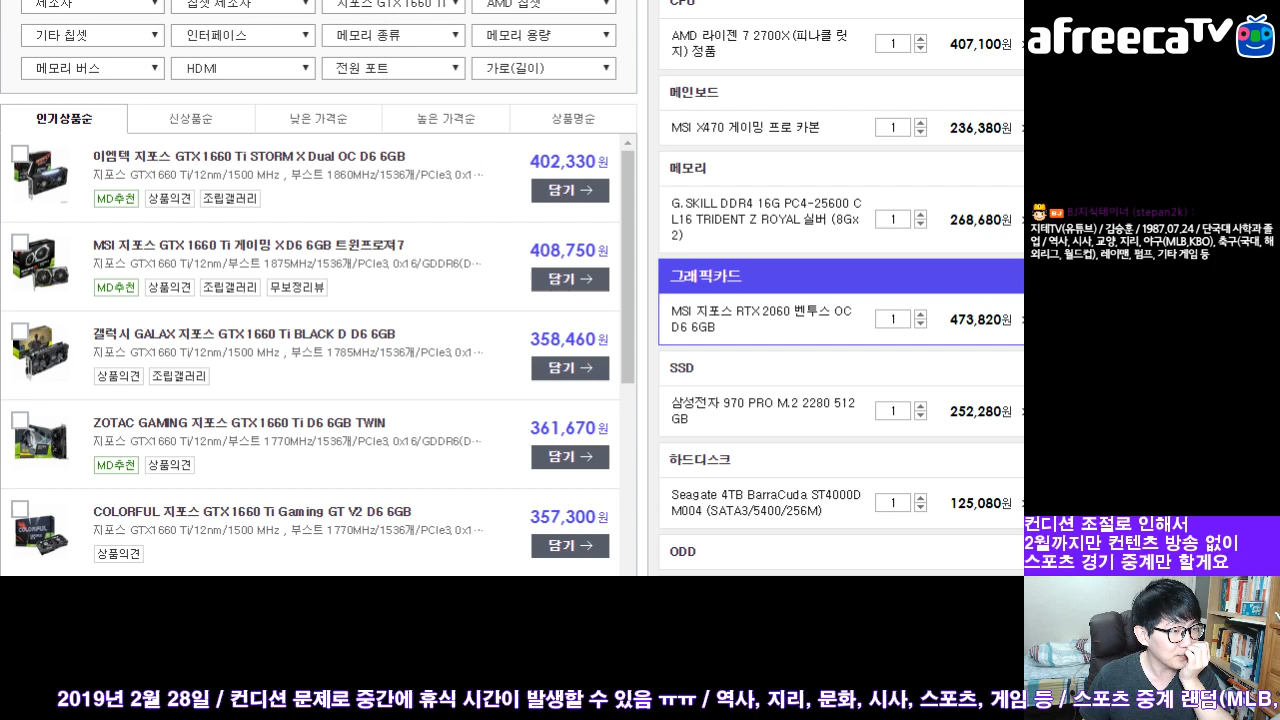 제조사
칩셋 제조사
지포스 GTX 1660 Ti
AMD 칩셋
기타 칩셋
인터페이스
메모리 종류
메모리 용량
메모리 버스
HDMI
전원 포트
가로(길이)
인기상품순
신상품순
낮은 가격순
높은 가격순
상품명순
이엠텍 지포스 GTX 1660 Ti STORM X Dual OC D6 6GB
지포스 GTX1660 Ti/12nm/1500 MHz , 부스트 1860MHz/1536개/PCIe3, 0x1…
MD추천 상품의견 조립갤러리
402,330원
담기 →
MSI 지포스 GTX 1660 Ti 게이밍 X D6 6GB 트윈프로져7
지포스 GTX1660 Ti/12nm/부스트 1875MHz/1536개/PCIe3, 0x16/GDDR6(D…
MD추천 상품의견 조립갤러리 무보정리뷰
408,750원
담기 →
갤럭시 GALAX 지포스 GTX 1660 Ti BLACK D D6 6GB
지포스 GTX1660 Ti/12nm/1500 MHz , 부스트 1785MHz/1536개/PCIe3, 0x1…
상품의견 조립갤러리
358,460원
담기 →
ZOTAC GAMING 지포스 GTX 1660 Ti D6 6GB TWIN
지포스 GTX1660 Ti/12nm/부스트 1770MHz/1536개/PCIe3, 0x16/GDDR6(D…
MD추천 상품의견
361,670원
담기 →
COLORFUL 지포스 GTX 1660 Ti Gaming GT V2 D6 6GB
지포스 GTX1660 Ti/12nm/1500 MHz , 부스트 1770MHz/1536개/PCIe3, 0x1…
상품의견
357,300원
담기 →
CPU
AMD 라이젠 7 2700X (피나클 릿
지) 정품
1
407,100원
메인보드
MSI X470 게이밍 프로 카본
1
236,380원
메모리
G.SKILL DDR4 16G PC4-25600 C
L16 TRIDENT Z ROYAL 실버 (8Gx
2)
1
268,680원
그래픽카드
MSI 지포스 RTX 2060 벤투스 OC
D6 6GB
1
473,820원
SSD
삼성전자 970 PRO M.2 2280 512
GB
1
252,280원
하드디스크
Seagate 4TB BarraCuda ST4000D
M004 (SATA3/5400/256M)
1
125,080원
ODD
afreecaTV
BJ BJ지식테이너 (stepan2k) :
지테TV(유튜브) / 김승훈 / 1987.07.24 / 단국대 사학과 졸
업 / 역사, 시사, 교양, 지리, 야구(MLB,KBO), 축구(국대, 해
외리그, 월드컵), 레이맨, 펌프, 기타 게임 등
컨디션 조절로 인해서
2월까지만 컨텐츠 방송 없이
스포츠 경기 중계만 할게요
2019년 2월 28일 / 컨디션 문제로 중간에 휴식 시간이 발생할 수 있음 ㅠㅠ / 역사, 지리, 문화, 시사, 스포츠, 게임 등 / 스포츠 중계 랜덤(MLB,